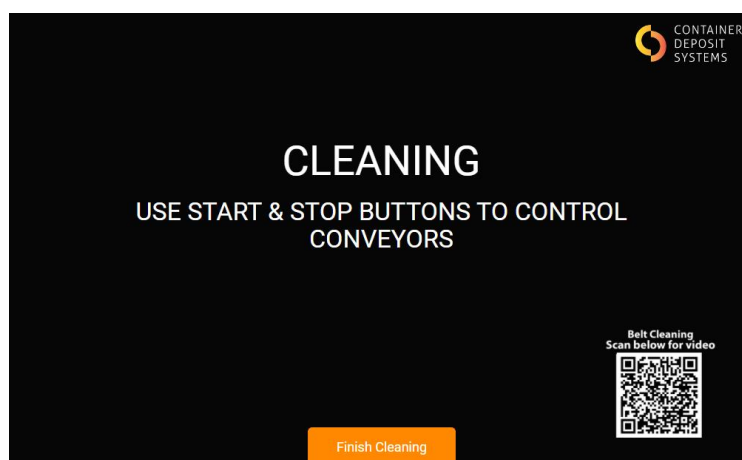 CONTAINER
DEPOSIT
SYSTEMS
CLEANING
USE START & STOP BUTTONS TO CONTROL
CONVEYORS
Belt Cleaning
Scan below for video
Finish Cleaning